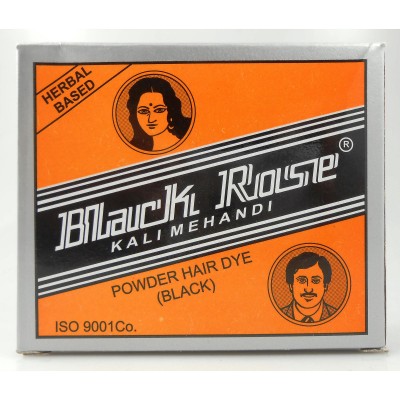 HERBAL
BASED
Black Rose ®
KALI MEHANDI
POWDER HAIR DYE
(BLACK)
ISO 9001Co.